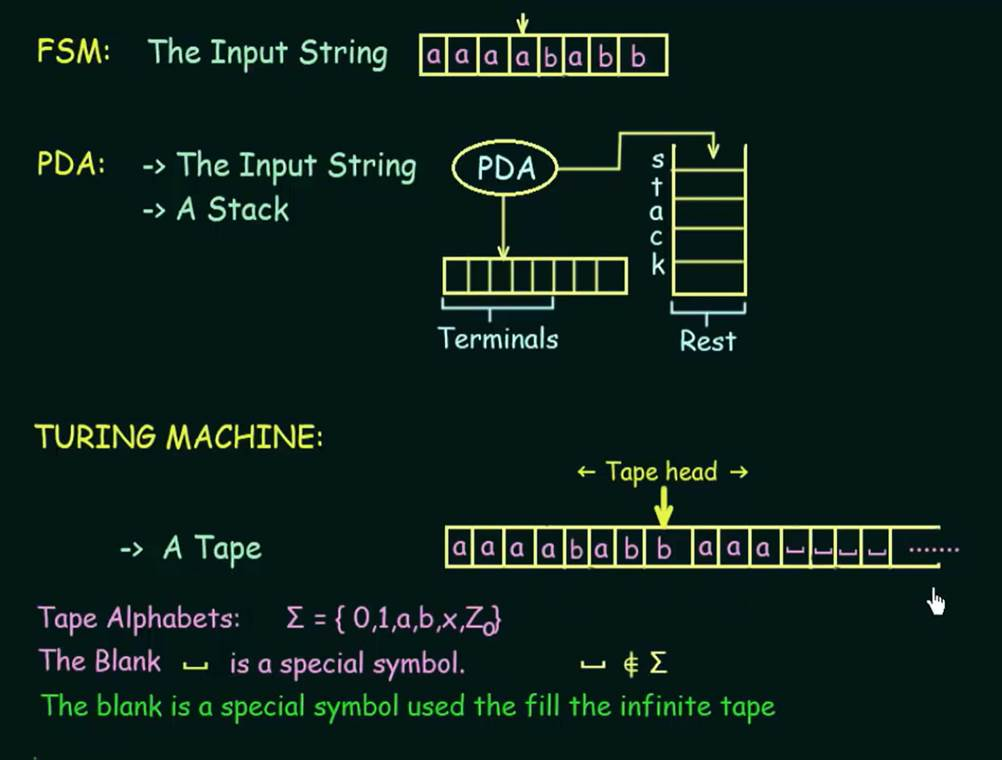 FSM: The Input String a a a a b a b b
PDA: -> The Input String
-> A Stack
PDA
stack
Terminals
Rest
TURING MACHINE:
← Tape head →
-> A Tape a a a a b a b b a a a ␣ ␣ ␣ ␣ .......
Tape Alphabets: Σ = { 0,1,a,b,x,Z₀}
The Blank ␣ is a special symbol. ␣ ∉ Σ
The blank is a special symbol used the fill the infinite tape